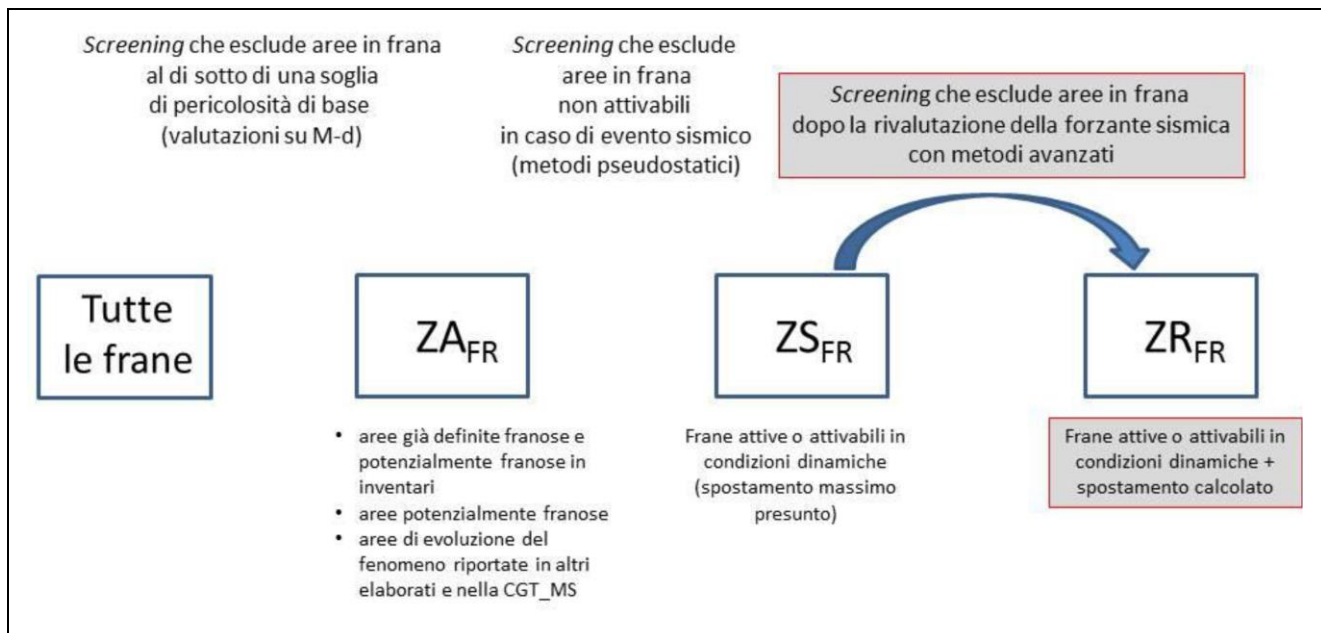 Screening che esclude aree in frana
al di sotto di una soglia
di pericolosità di base
(valutazioni su M-d)
Screening che esclude
aree in frana
non attivabili
in caso di evento sismico
(metodi pseudostatici)
Screening che esclude aree in frana
dopo la rivalutazione della forzante sismica
con metodi avanzati
Tutte
le frane
ZAFR
ZSFR
ZRFR
• aree già definite franose e
potenzialmente franose in
inventari
• aree potenzialmente franose
• aree di evoluzione del
fenomeno riportate in altri
elaborati e nella CGT_MS
Frane attive o attivabili in
condizioni dinamiche
(spostamento massimo
presunto)
Frane attive o attivabili in
condizioni dinamiche +
spostamento calcolato